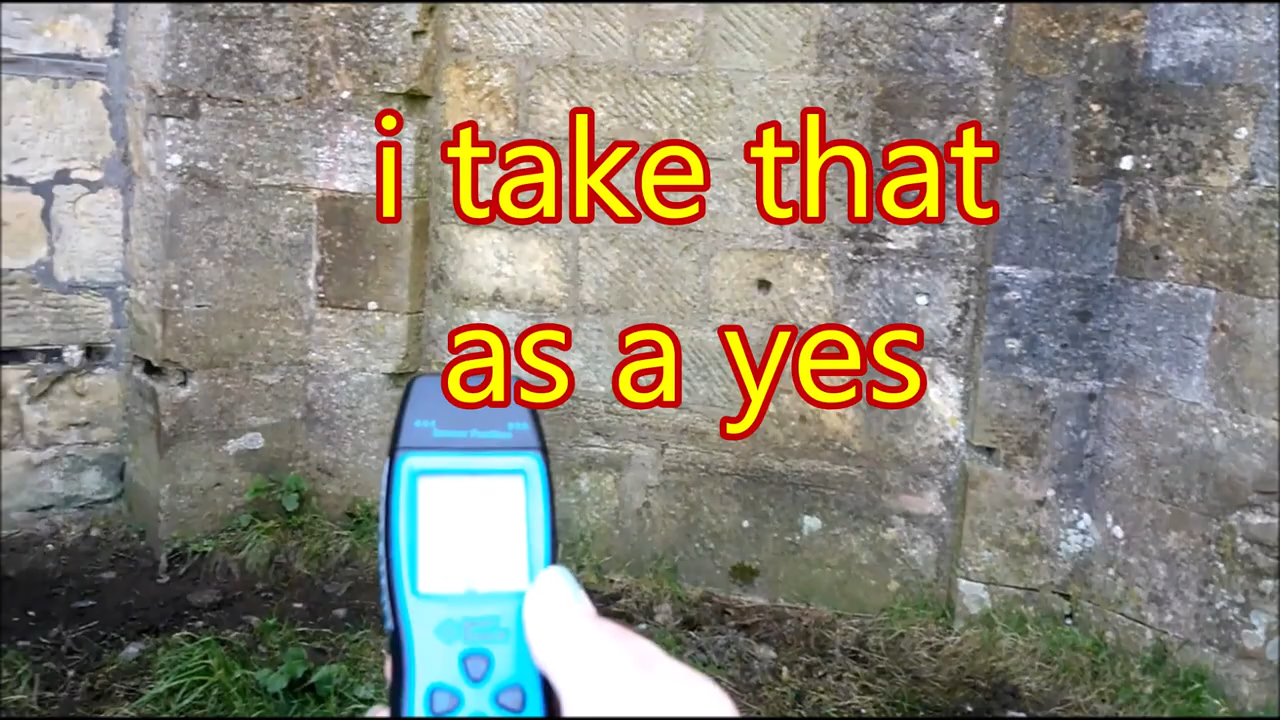 i take that
as a yes